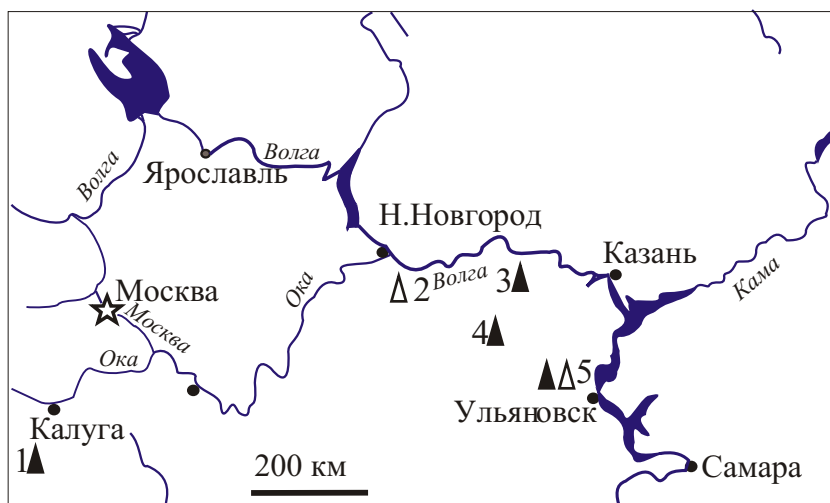 Волга
Ярославль
Волга
Н.Новгород
Казань
Кама
2
Волга
3
Ока
Москва
Москва
4
Ока
5
Ульяновск
Калуга
1
200 км
Самара